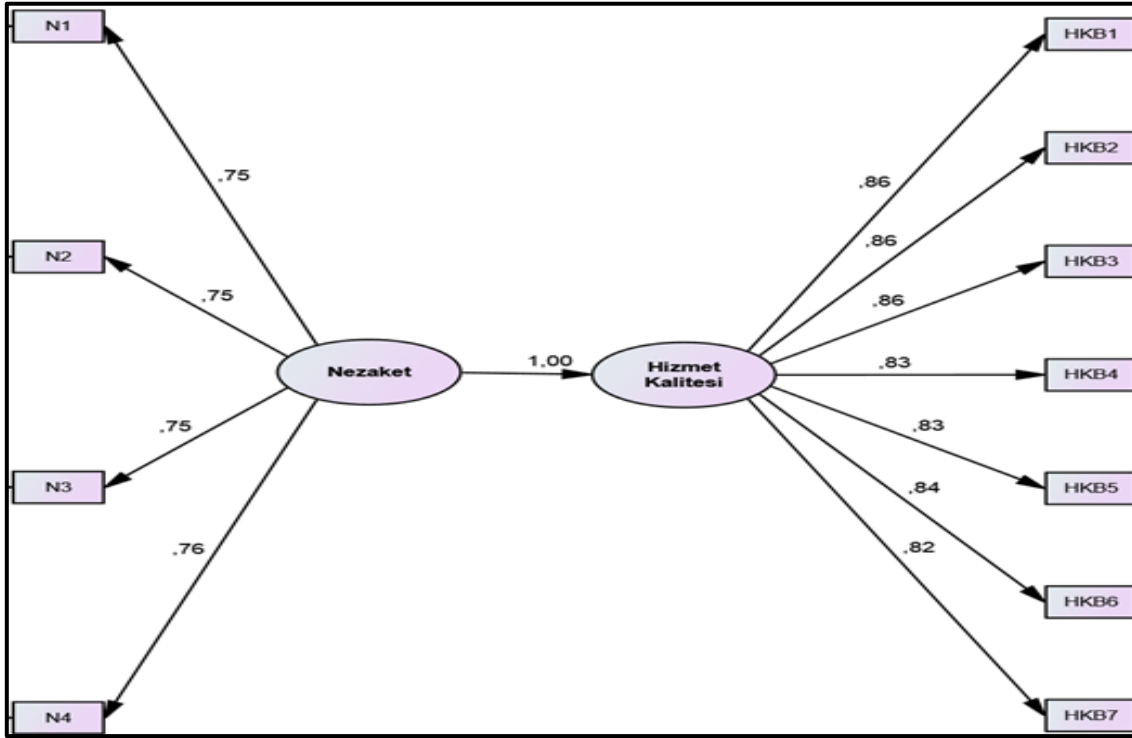 N1
HKB1
,75
,86
HKB2
N2
,86
HKB3
,75
,86
Nezaket
1,00
Hizmet
Kalitesi
,83
HKB4
,75
,83
N3
HKB5
,84
,76
,82
HKB6
N4
HKB7